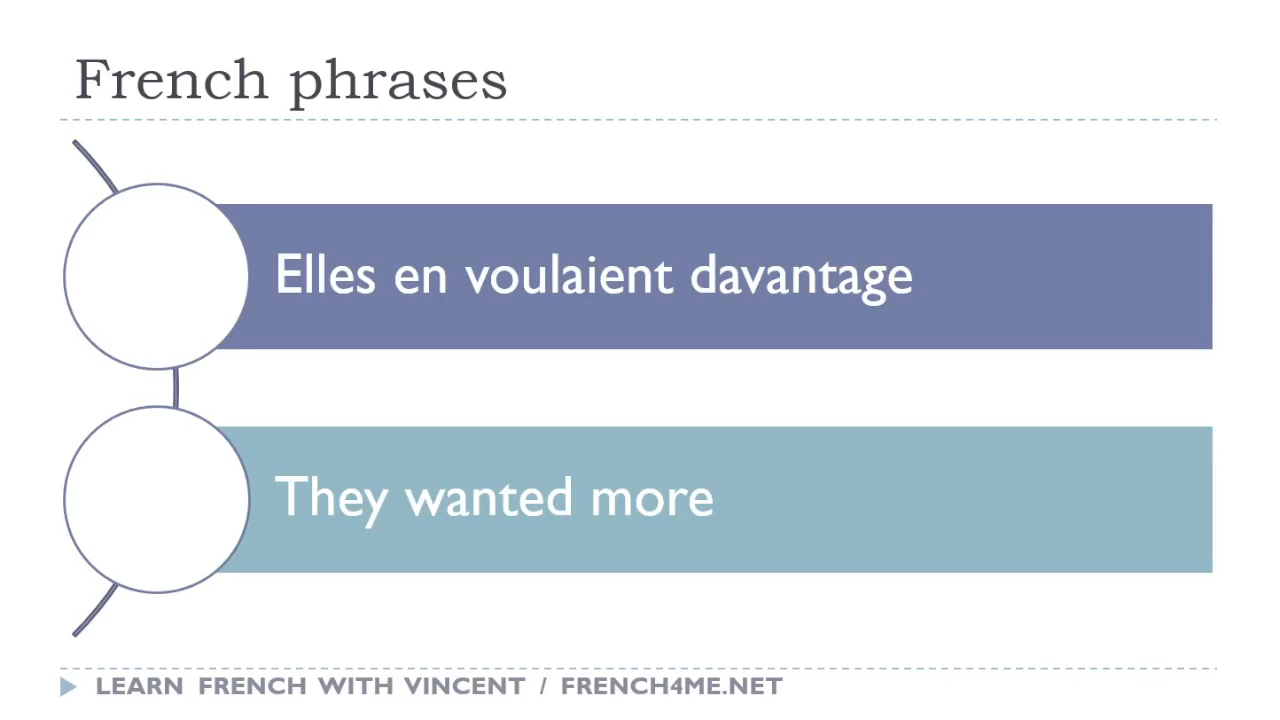 French phrases
Elles en voulaient davantage
They wanted more
LEARN FRENCH WITH VINCENT / FRENCH4ME.NET